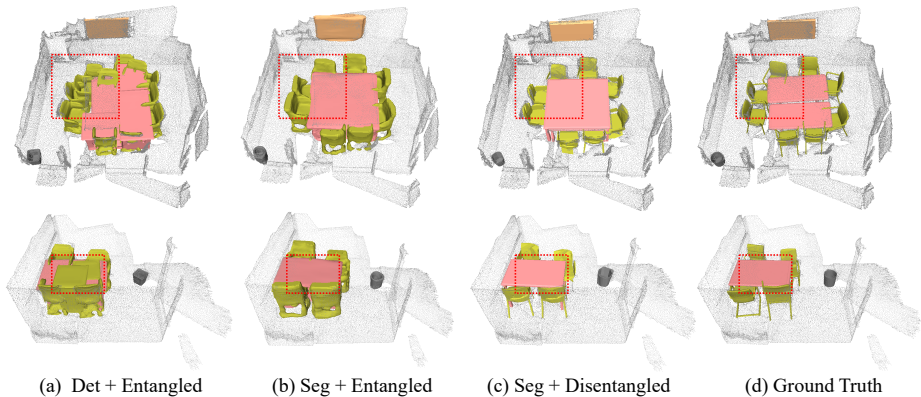 (a) Det + Entangled
(b) Seg + Entangled
(c) Seg + Disentangled
(d) Ground Truth